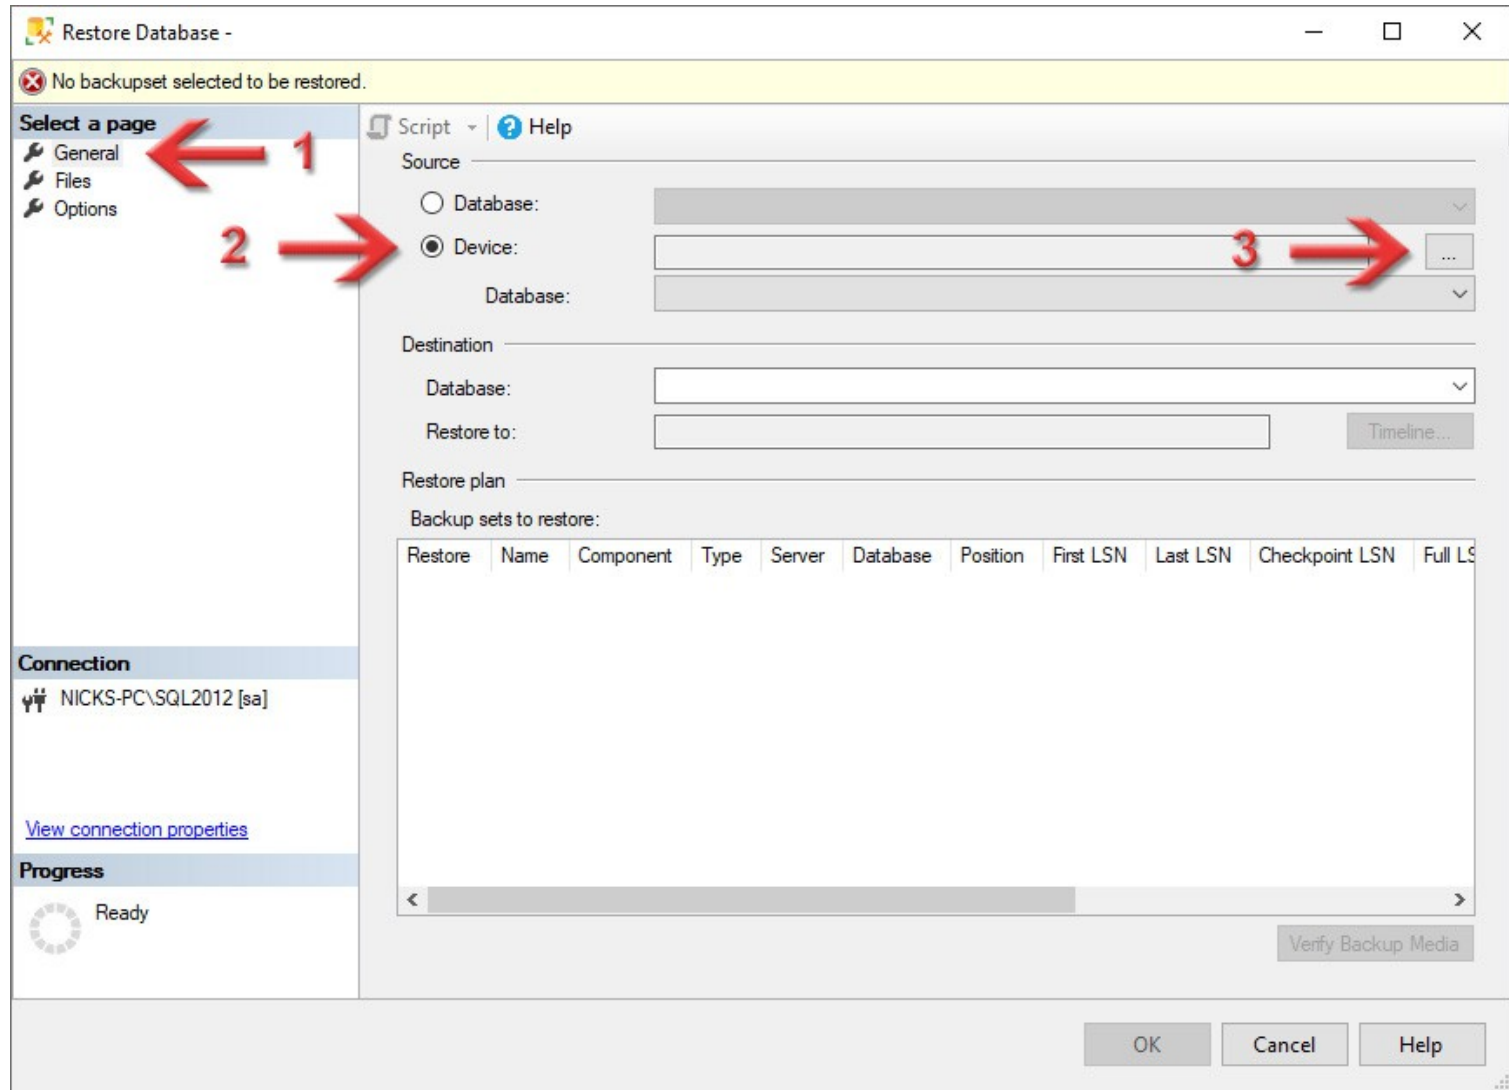 Restore Database -
No backupset selected to be restored.
Select a page
General
Files
Options
1
Script
Help
Source
Database:
2
Device:
3
...
Database:
Destination
Database:
Restore to:
Timeline...
Restore plan
Backup sets to restore:
Restore Name Component Type Server Database Position First LSN Last LSN Checkpoint LSN Full LS
Connection
NICKS-PC\SQL2012 [sa]
View connection properties
Progress
Ready
Verify Backup Media
OK Cancel Help